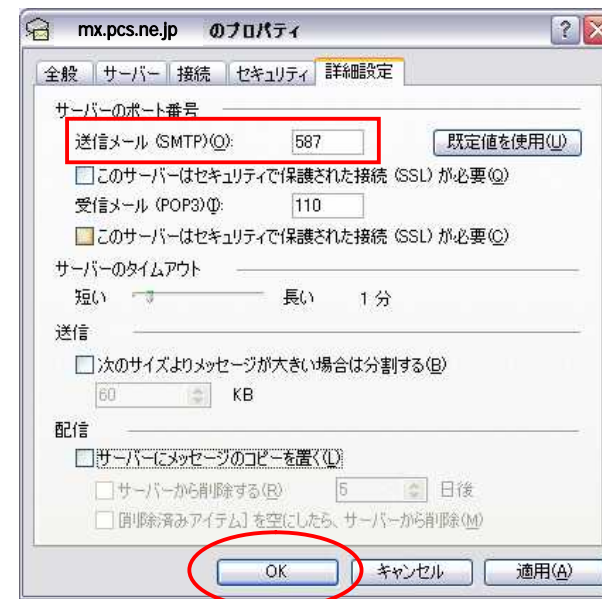 mx.pcs.ne.jp のプロパティ
全般 サーバー 接続 セキュリティ 詳細設定
サーバーのポート番号
送信メール (SMTP)(O): 587 既定値を使用(U)
このサーバーはセキュリティで保護された接続 (SSL) が必要(Q)
受信メール (POP3)(I): 110
このサーバーはセキュリティで保護された接続 (SSL) が必要(C)
サーバーのタイムアウト
短い 長い 1 分
送信
次のサイズよりメッセージが大きい場合は分割する(B)
60 KB
配信
サーバーにメッセージのコピーを置く(L)
サーバーから削除する(R) 5 日後
[削除済みアイテム] を空にしたら、サーバーから削除(M)
OK キャンセル 適用(A)